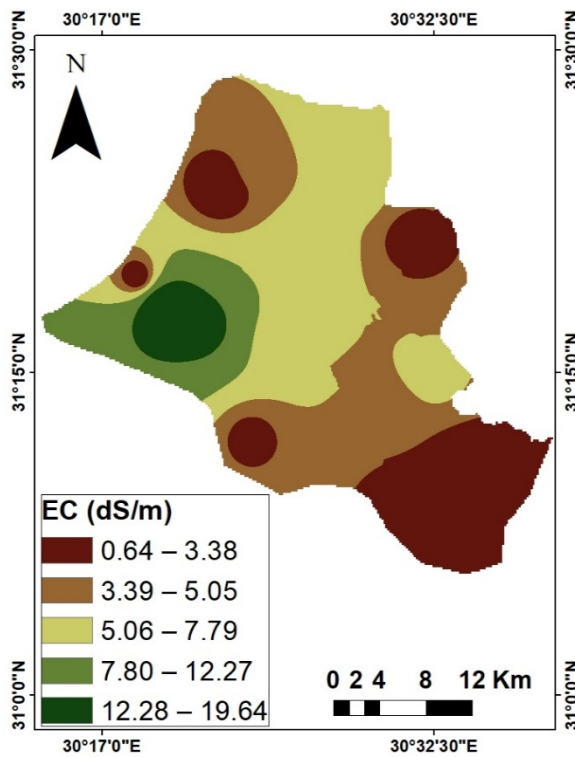 30°17'0"E 30°32'30"E
31°30'0"N 31°30'0"N
N
31°15'0"N 31°15'0"N
EC (dS/m)
0.64 – 3.38
3.39 – 5.05
5.06 – 7.79
7.80 – 12.27
12.28 – 19.64
0 2 4 8 12 Km
31°0'0"N 31°0'0"N
30°17'0"E 30°32'30"E